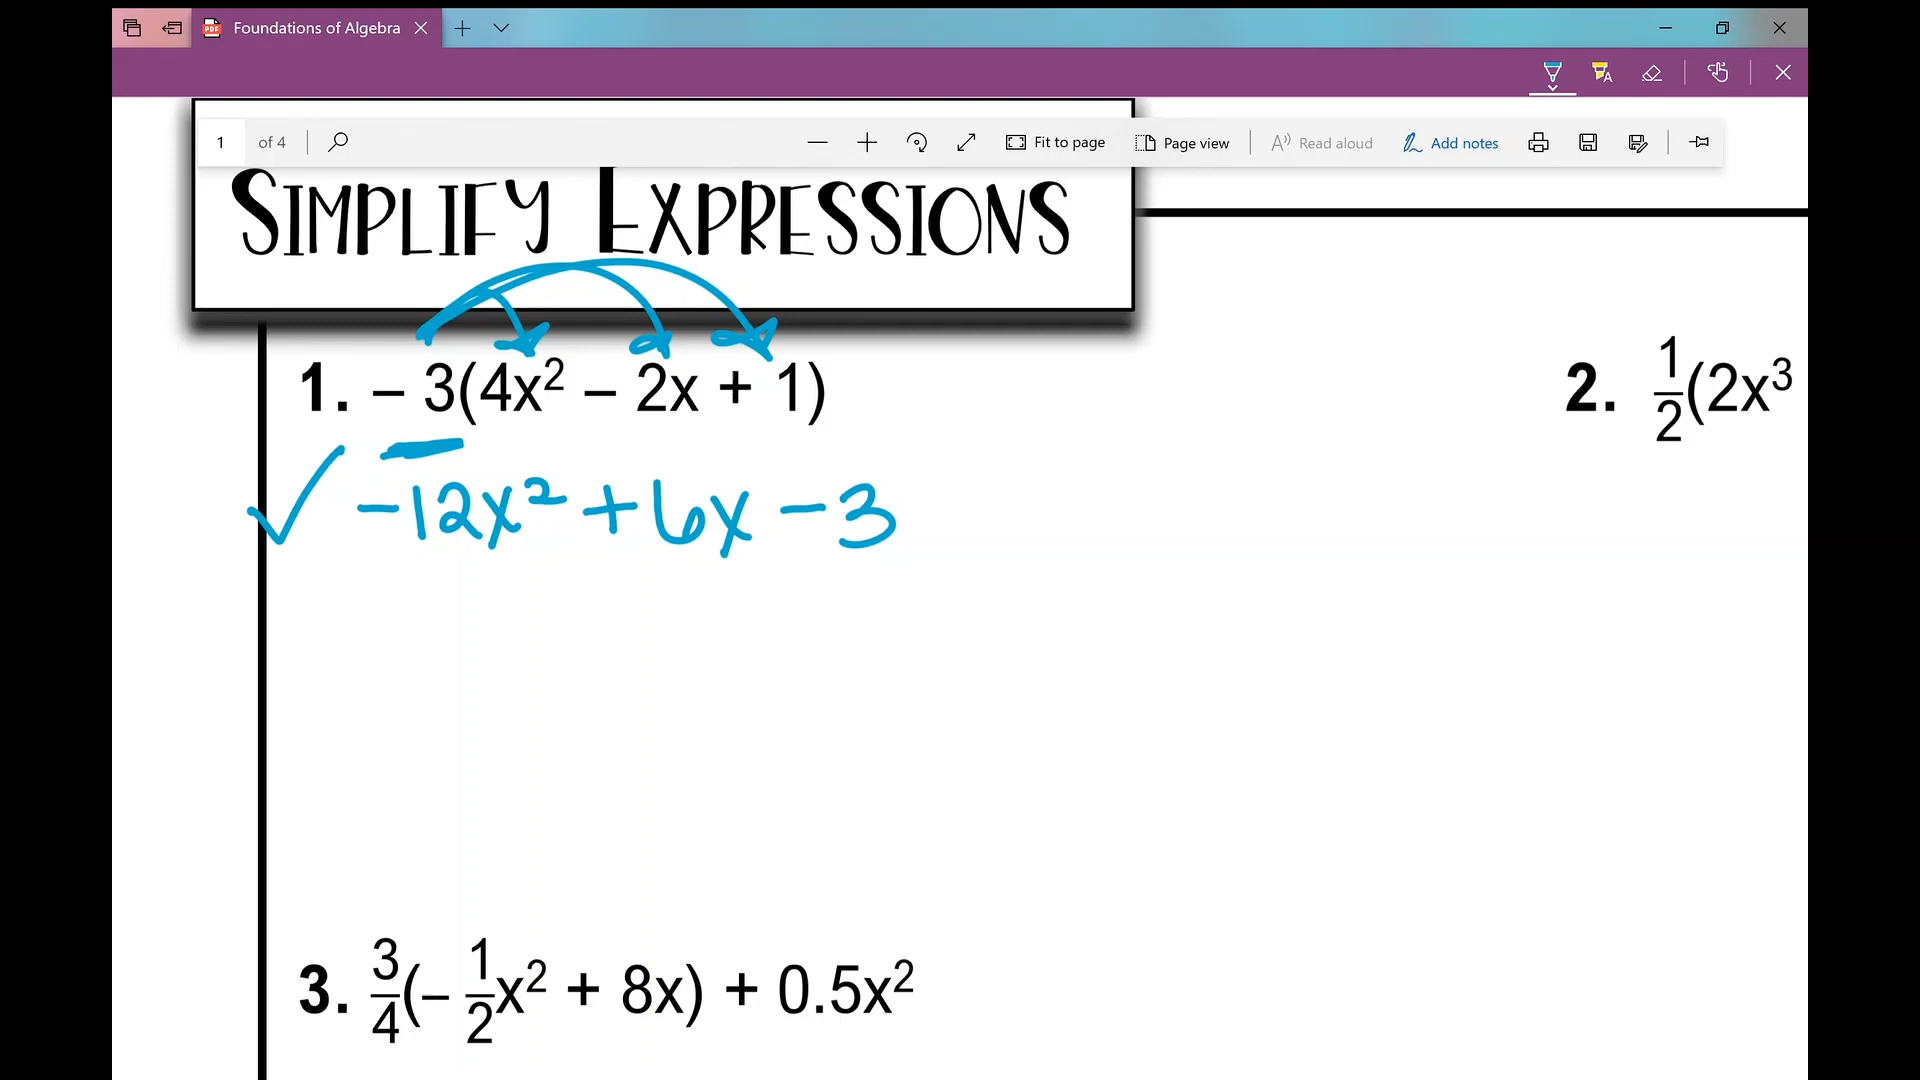 Foundations of Algebra
1 of 4 Fit to page Page view Read aloud Add notes
SIMPLIFY EXPRESSIONS
1. – 3(4x² – 2x + 1)
-12x² + 6x - 3
2. 1/2(2x³
3. 3/4(– 1/2x² + 8x) + 0.5x²